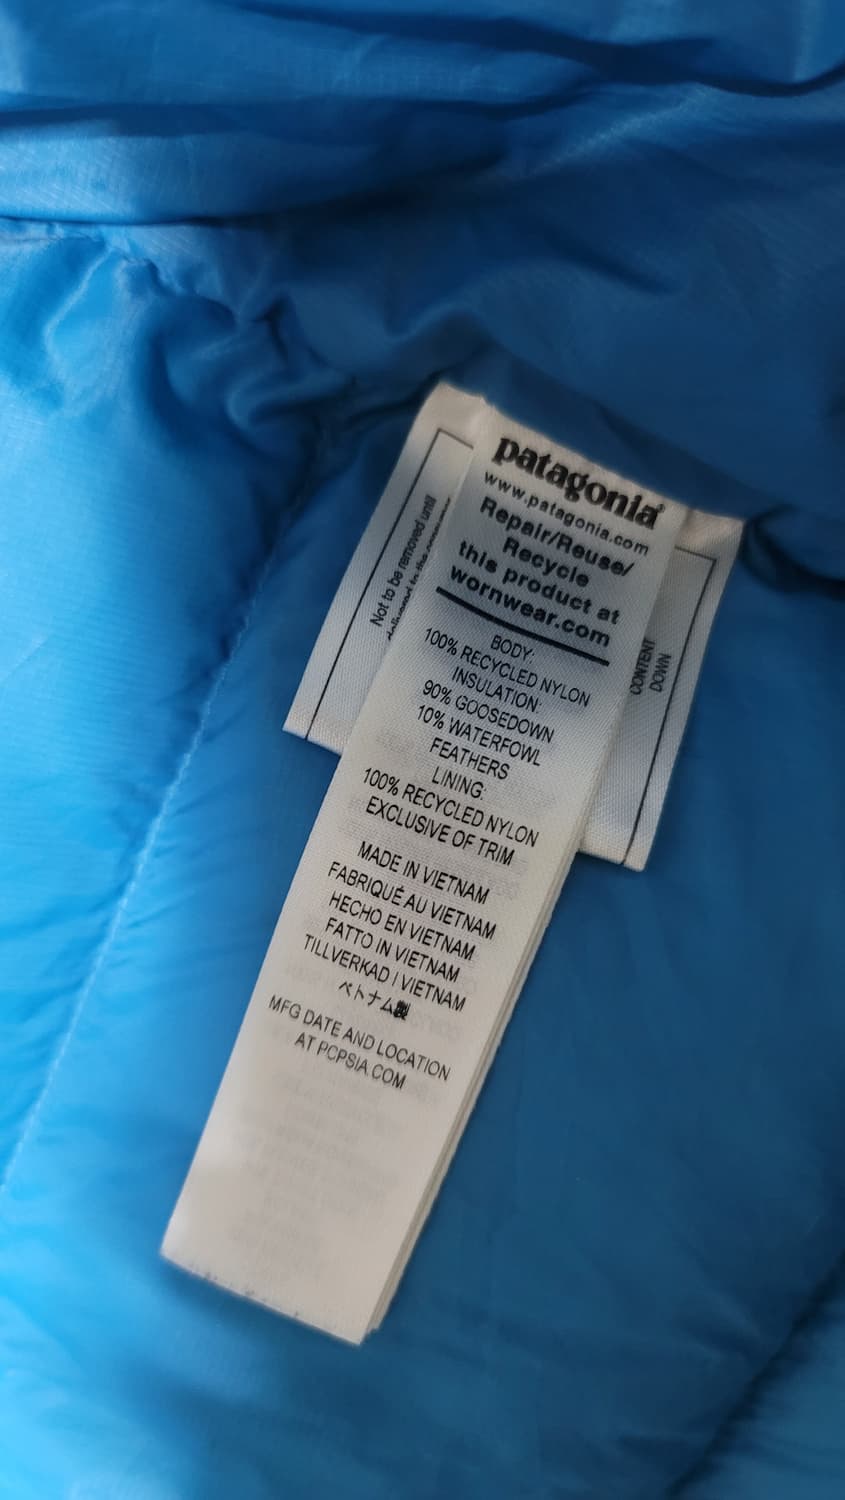 patagonia®
www.patagonia.com
Repair/Reuse/
Recycle
this product at
wornwear.com
BODY:
100% RECYCLED NYLON
INSULATION:
90% GOOSEDOWN
10% WATERFOWL
FEATHERS
LINING:
100% RECYCLED NYLON
EXCLUSIVE OF TRIM
MADE IN VIETNAM
FABRIQUÉ AU VIETNAM
HECHO EN VIETNAM
FATTO IN VIETNAM
TILLVERKAD I VIETNAM
ベトナム製
MFG DATE AND LOCATION
AT PCPSIA.COM
Not to be removed until
CONTENT
DOWN